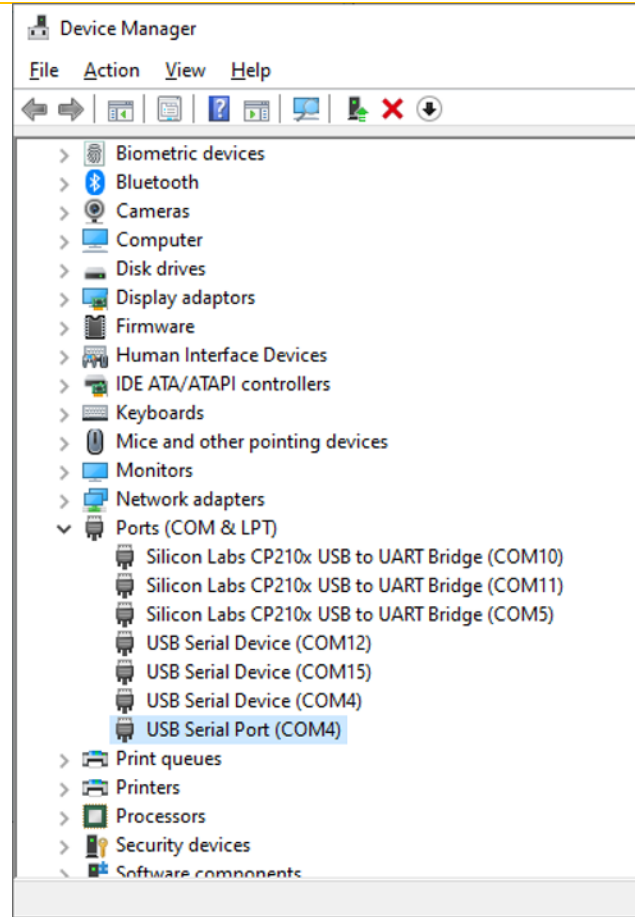 Device Manager
File Action View Help
Biometric devices
Bluetooth
Cameras
Computer
Disk drives
Display adaptors
Firmware
Human Interface Devices
IDE ATA/ATAPI controllers
Keyboards
Mice and other pointing devices
Monitors
Network adapters
Ports (COM & LPT)
Silicon Labs CP210x USB to UART Bridge (COM10)
Silicon Labs CP210x USB to UART Bridge (COM11)
Silicon Labs CP210x USB to UART Bridge (COM5)
USB Serial Device (COM12)
USB Serial Device (COM15)
USB Serial Device (COM4)
USB Serial Port (COM4)
Print queues
Printers
Processors
Security devices
Software components